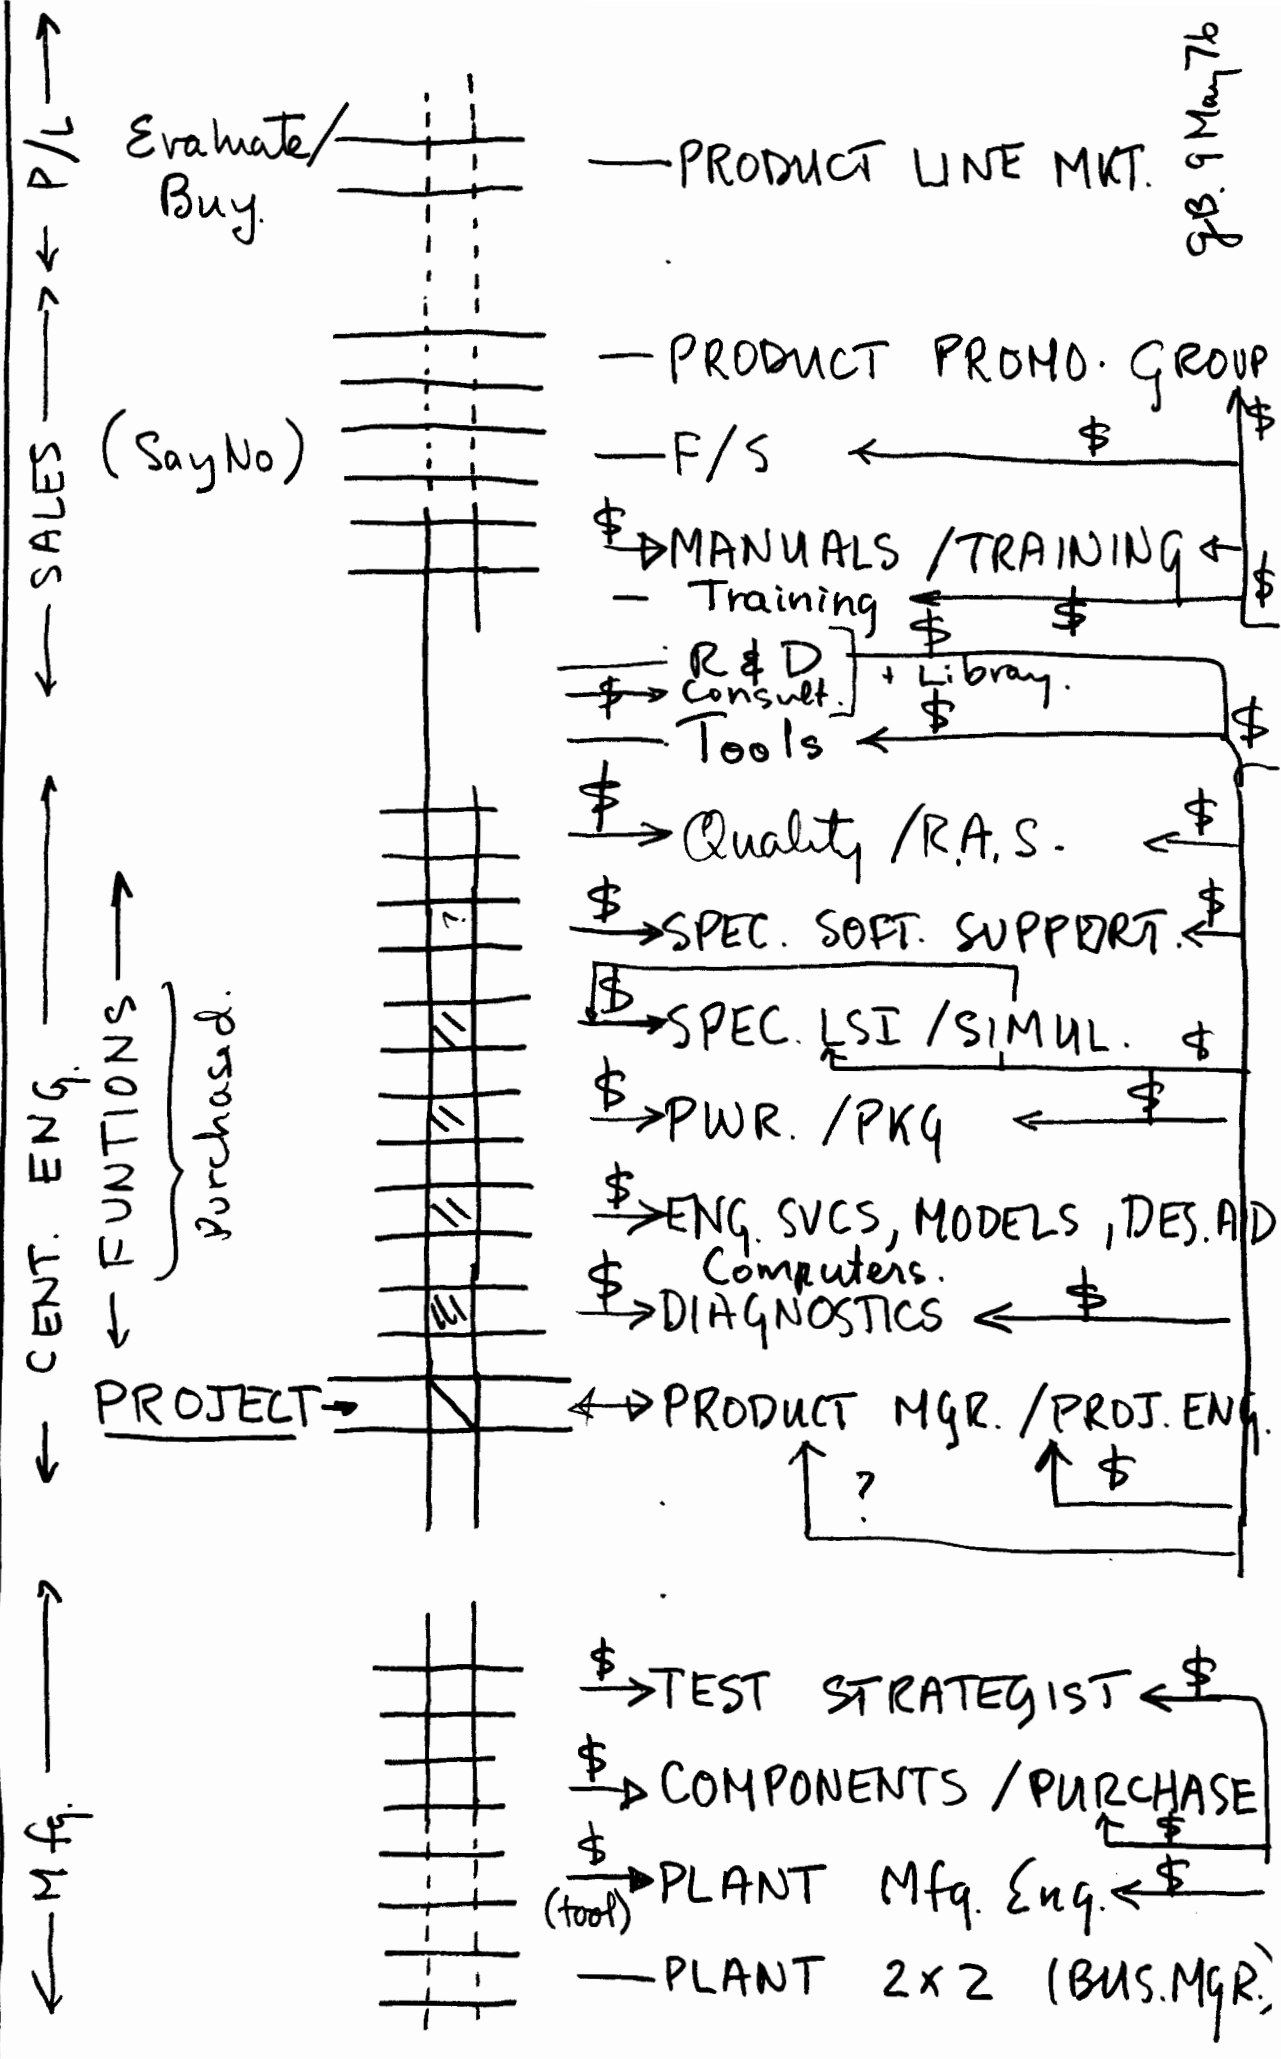 gB. 9 May 76
P/L
Evaluate/
Buy.
PRODUCT LINE MKT.
SALES
PRODUCT PROMO. GROUP
$
(Say No)
F/S
$
$
MANUALS / TRAINING
$
Training
$
$
R & D
+ Library.
$
Consult.
$
Tools
$
CENT. ENG.
FUNTIONS
purchased.
$
Quality / R.A.S.
$
?
$
SPEC. SOFT. SUPPORT.
$
$
SPEC. LSI / SIMUL.
$
$
PWR. / PKG
$
$
ENG. SVCS, MODELS, DES. AID
Computers.
$
DIAGNOSTICS
$
PROJECT
PRODUCT MGR. / PROJ. ENG.
?
$
Mfg.
$
TEST STRATEGIST
$
$
COMPONENTS / PURCHASE
$
$
(tool)
PLANT Mfg. Eng.
$
PLANT 2x2 (BUS. MGR.)